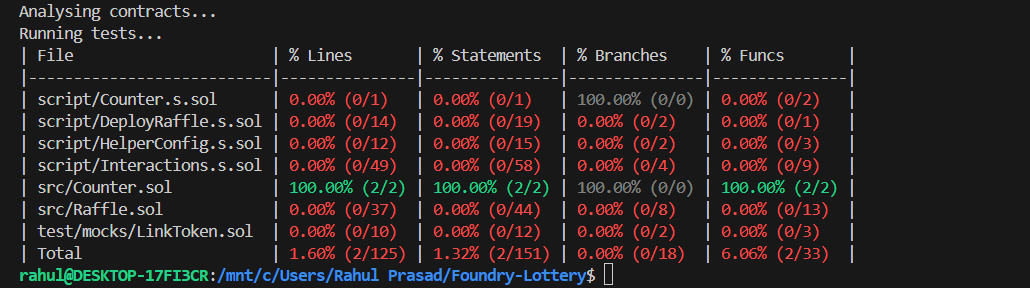 Analysing contracts...
Running tests...
| File                       | % Lines       | % Statements  | % Branches    | % Funcs       |
|----------------------------|---------------|---------------|---------------|---------------|
| script/Counter.s.sol       | 0.00% (0/1)   | 0.00% (0/1)   | 100.00% (0/0) | 0.00% (0/2)   |
| script/DeployRaffle.s.sol  | 0.00% (0/14)  | 0.00% (0/19)  | 0.00% (0/2)   | 0.00% (0/1)   |
| script/HelperConfig.s.sol  | 0.00% (0/12)  | 0.00% (0/15)  | 0.00% (0/2)   | 0.00% (0/3)   |
| script/Interactions.s.sol  | 0.00% (0/49)  | 0.00% (0/58)  | 0.00% (0/4)   | 0.00% (0/9)   |
| src/Counter.sol            | 100.00% (2/2) | 100.00% (2/2) | 100.00% (0/0) | 100.00% (2/2) |
| src/Raffle.sol             | 0.00% (0/37)  | 0.00% (0/44)  | 0.00% (0/8)   | 0.00% (0/13)  |
| test/mocks/LinkToken.sol   | 0.00% (0/10)  | 0.00% (0/12)  | 0.00% (0/2)   | 0.00% (0/3)   |
| Total                      | 1.60% (2/125) | 1.32% (2/151) | 0.00% (0/18)  | 6.06% (2/33)  |
rahul@DESKTOP-17FI3CR:/mnt/c/Users/Rahul Prasad/Foundry-Lottery$